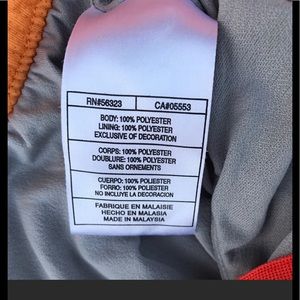 RN#56323 CA#05553
BODY: 100% POLYESTER
LINING: 100% POLYESTER
EXCLUSIVE OF DECORATION
CORPS: 100% POLYESTER
DOUBLURE: 100% POLYESTER
SANS ORNEMENTS
CUERPO: 100% POLIESTER
FORRO: 100% POLIESTER
NO INCLUYE LA DECORACION
FABRIQUE EN MALAISIE
HECHO EN MALASIA
MADE IN MALAYSIA